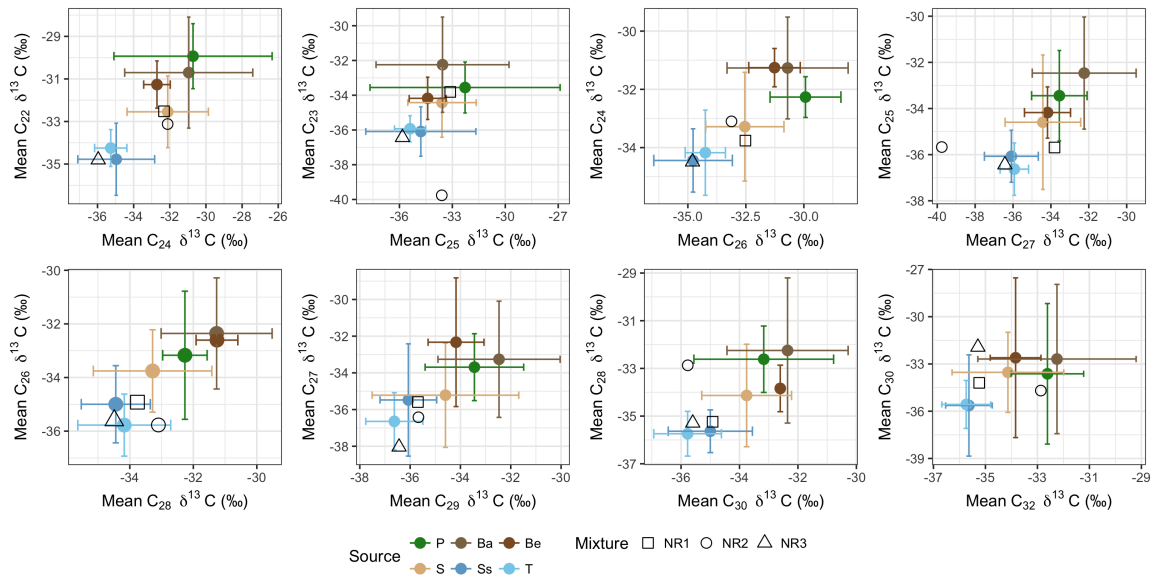 Mean C₂₂ δ¹³ C (‰)
-29
-31
-33
-35
-36 -34 -32 -30 -28 -26
Mean C₂₄ δ¹³ C (‰)
Mean C₂₃ δ¹³ C (‰)
-30
-32
-34
-36
-38
-40
-36 -33 -30 -27
Mean C₂₅ δ¹³ C (‰)
Mean C₂₄ δ¹³ C (‰)
-30
-32
-34
-35.0 -32.5 -30.0
Mean C₂₆ δ¹³ C (‰)
Mean C₂₅ δ¹³ C (‰)
-30
-32
-34
-36
-38
-40 -38 -36 -34 -32 -30
Mean C₂₇ δ¹³ C (‰)
Mean C₂₆ δ¹³ C (‰)
-30
-32
-34
-36
-34 -32 -30
Mean C₂₈ δ¹³ C (‰)
Mean C₂₇ δ¹³ C (‰)
-30
-32
-34
-36
-38
-38 -36 -34 -32 -30
Mean C₂₉ δ¹³ C (‰)
Mean C₂₈ δ¹³ C (‰)
-29
-31
-33
-35
-37
-36 -34 -32 -30
Mean C₃₀ δ¹³ C (‰)
Mean C₃₀ δ¹³ C (‰)
-27
-30
-33
-36
-39
-37 -35 -33 -31 -29
Mean C₃₂ δ¹³ C (‰)
Source
P Ba Be
S Ss T
Mixture NR1 NR2 NR3